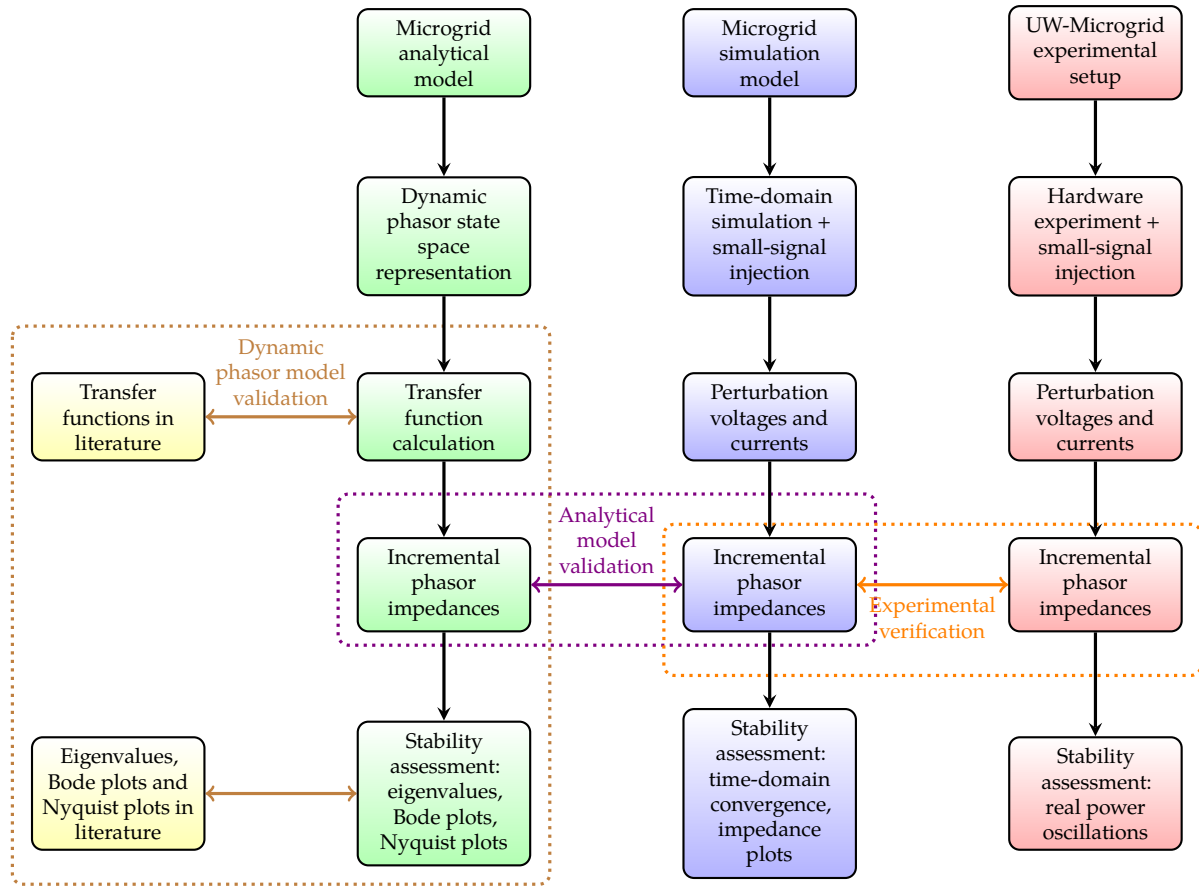 Microgrid
analytical
model
Microgrid
simulation
model
UW-Microgrid
experimental
setup
Dynamic
phasor state
space
representation
Time-domain
simulation +
small-signal
injection
Hardware
experiment +
small-signal
injection
Dynamic
phasor model
validation
Transfer
functions in
literature
Transfer
function
calculation
Perturbation
voltages and
currents
Perturbation
voltages and
currents
Analytical
model
validation
Incremental
phasor
impedances
Incremental
phasor
impedances
Experimental
verification
Incremental
phasor
impedances
Eigenvalues,
Bode plots and
Nyquist plots in
literature
Stability
assessment:
eigenvalues,
Bode plots,
Nyquist plots
Stability
assessment:
time-domain
convergence,
impedance
plots
Stability
assessment:
real power
oscillations